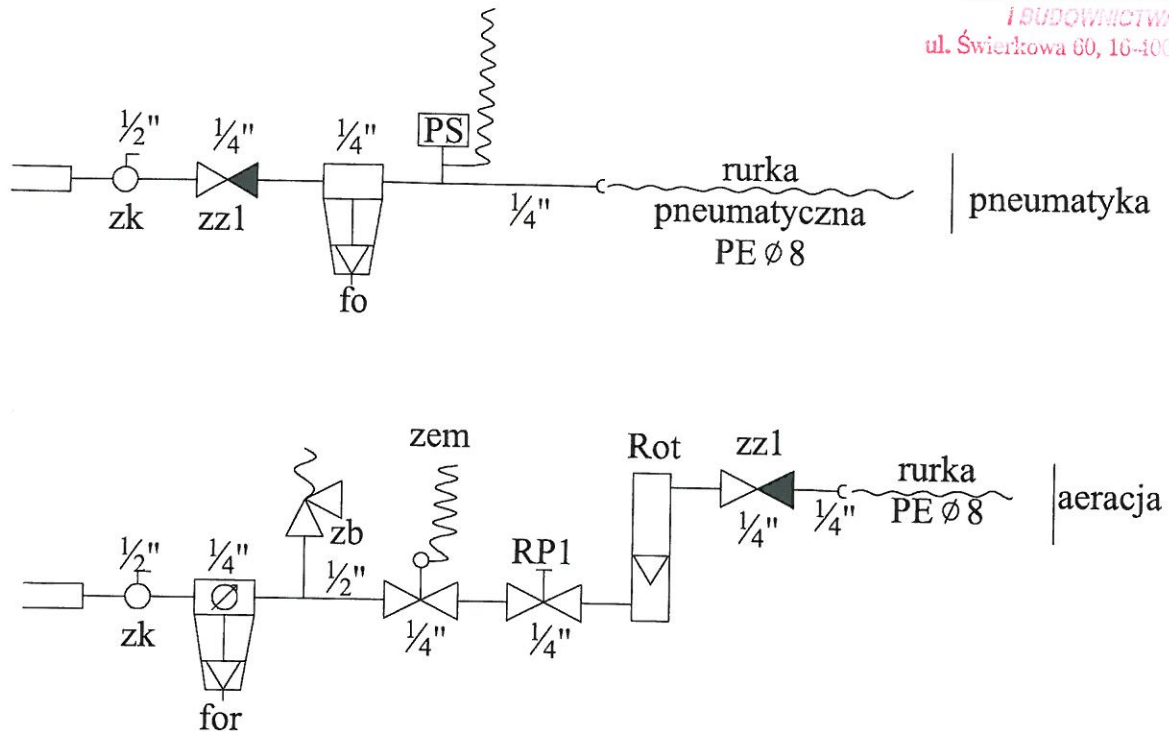 I BUDOWNICTWA
ul. Świerkowa 60, 16-400
½" ¼" ¼" PS
zk zz1 fo
¼"
rurka
pneumatyczna
PE ⌀ 8
pneumatyka
zem Rot zz1
rurka
PE ⌀ 8
aeracja
½" ¼" zb ½" RP1 ¼" ¼"
zk ¼" ¼"
for